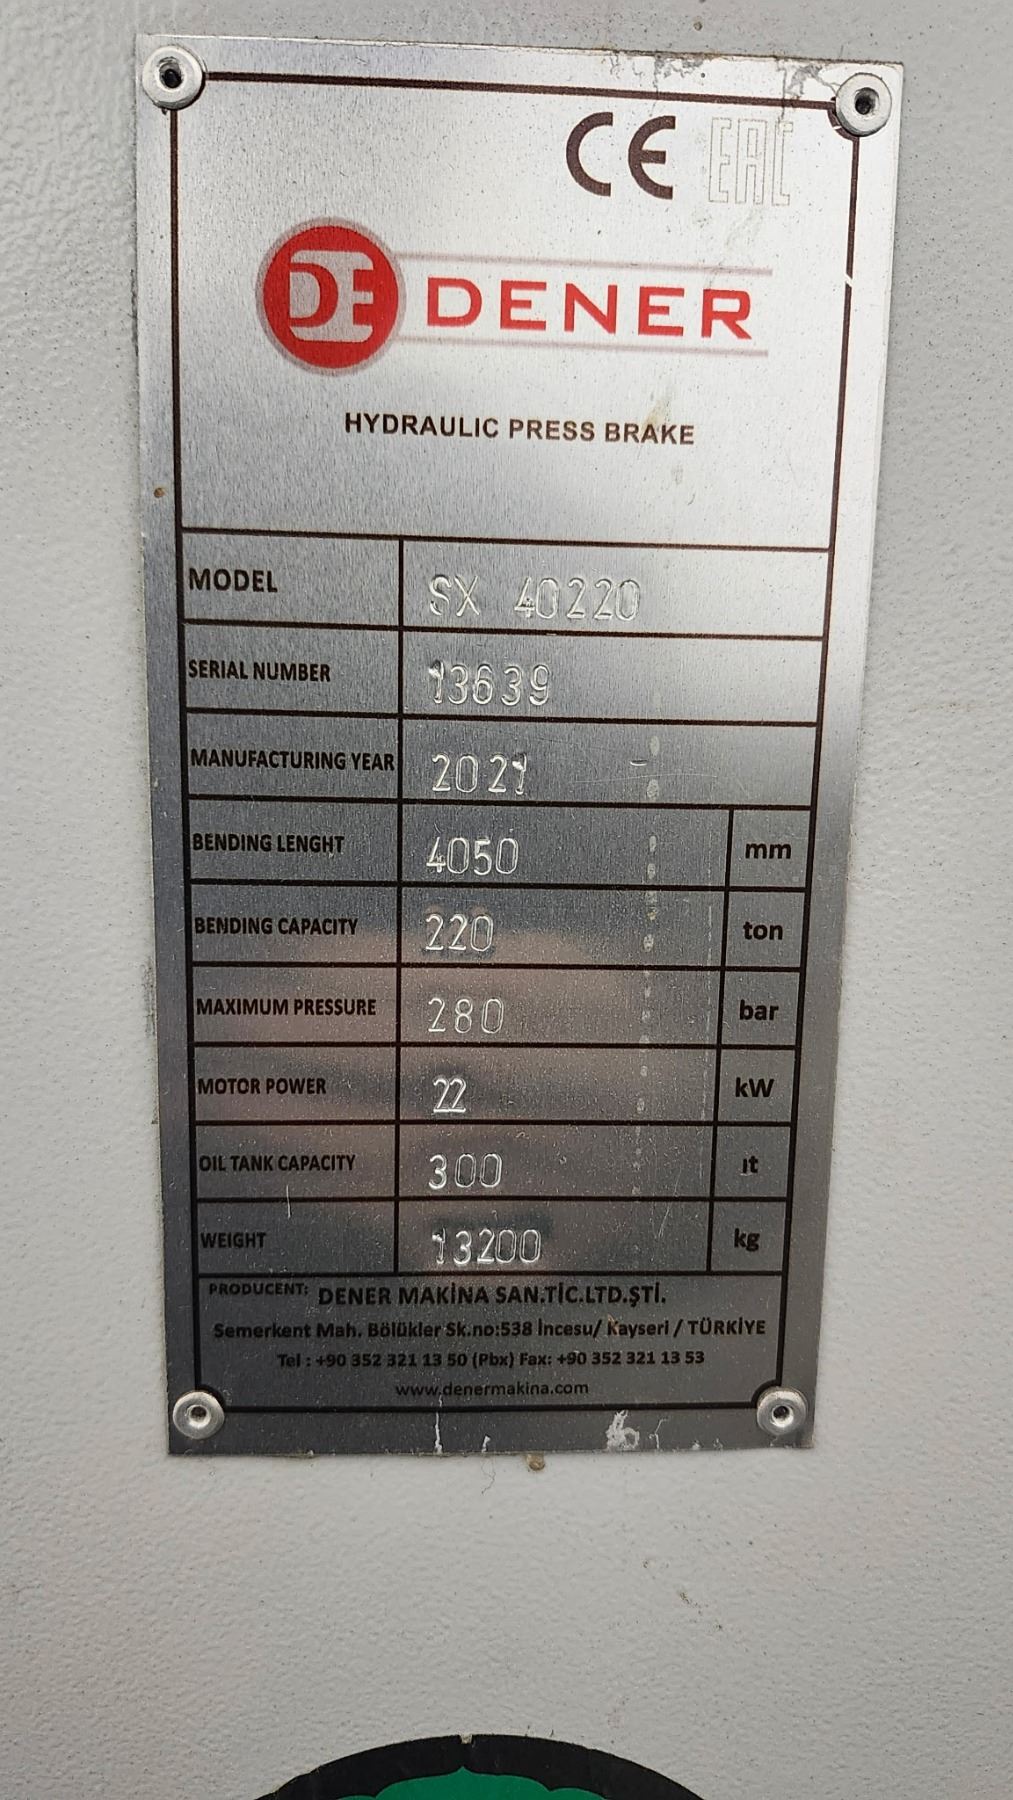 CE EAC
DE DENER
HYDRAULIC PRESS BRAKE
MODEL SX 40220
SERIAL NUMBER 13639
MANUFACTURING YEAR 2021
BENDING LENGHT 4050 mm
BENDING CAPACITY 220 ton
MAXIMUM PRESSURE 280 bar
MOTOR POWER 22 kW
OIL TANK CAPACITY 300 ıt
WEIGHT 13200 kg
PRODUCENT: DENER MAKİNA SAN.TİC.LTD.ŞTİ.
Semerkent Mah. Bölükler Sk.no:538 İncesu/ Kayseri / TÜRKİYE
Tel : +90 352 321 13 50 (Pbx) Fax: +90 352 321 13 53
www.denermakina.com